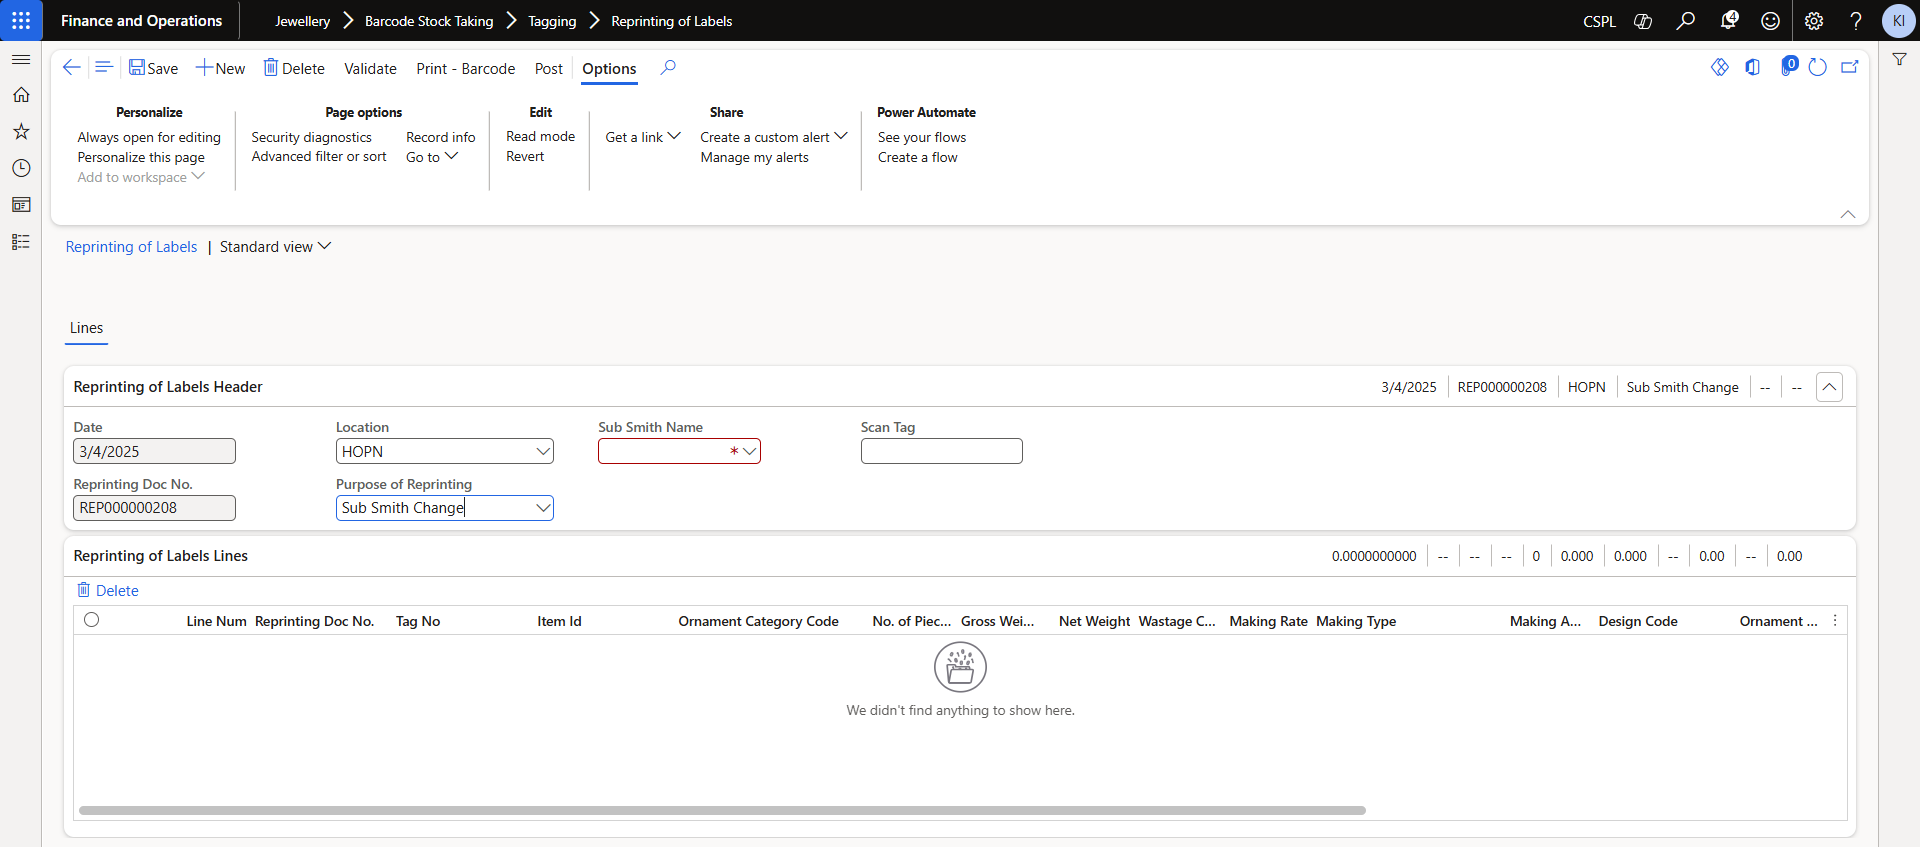 Finance and Operations
Jewellery
Barcode Stock Taking
Tagging
Reprinting of Labels
CSPL
4
KI
Save
New
Delete
Validate
Print - Barcode
Post
Options
0
Personalize
Always open for editing
Personalize this page
Add to workspace
Page options
Security diagnostics
Advanced filter or sort
Record info
Go to
Edit
Read mode
Revert
Share
Get a link
Create a custom alert
Manage my alerts
Power Automate
See your flows
Create a flow
Reprinting of Labels | Standard view
Lines
Reprinting of Labels Header
3/4/2025
REP000000208
HOPN
Sub Smith Change
--
--
Date
3/4/2025
Location
HOPN
Sub Smith Name
*
Scan Tag
Reprinting Doc No.
REP000000208
Purpose of Reprinting
Sub Smith Change
Reprinting of Labels Lines
0.0000000000
--
--
--
0
0.000
0.000
--
0.00
--
0.00
Delete
Line Num
Reprinting Doc No.
Tag No
Item Id
Ornament Category Code
No. of Piec...
Gross Wei...
Net Weight
Wastage C...
Making Rate
Making Type
Making A...
Design Code
Ornament ...
We didn't find anything to show here.